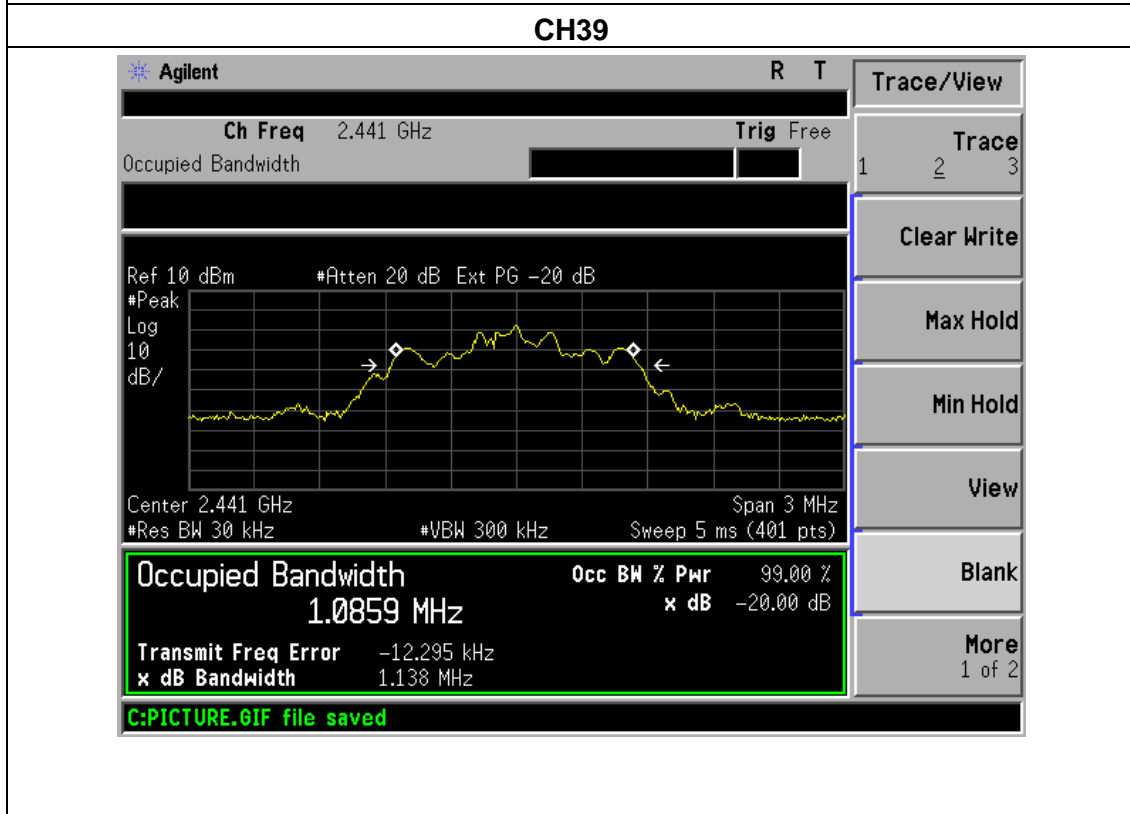 CH39
Agilent R T
Trace/View
Ch Freq 2.441 GHz Trig Free
Occupied Bandwidth
Trace
1 2 3
Clear Write
Ref 10 dBm #Atten 20 dB Ext PG -20 dB
#Peak
Log
10
dB/
Max Hold
Min Hold
View
Center 2.441 GHz Span 3 MHz
#Res BW 30 kHz #VBW 300 kHz Sweep 5 ms (401 pts)
Occupied Bandwidth Occ BW % Pwr 99.00 %
1.0859 MHz x dB -20.00 dB
Blank
Transmit Freq Error -12.295 kHz
x dB Bandwidth 1.138 MHz
More
1 of 2
C:PICTURE.GIF file saved